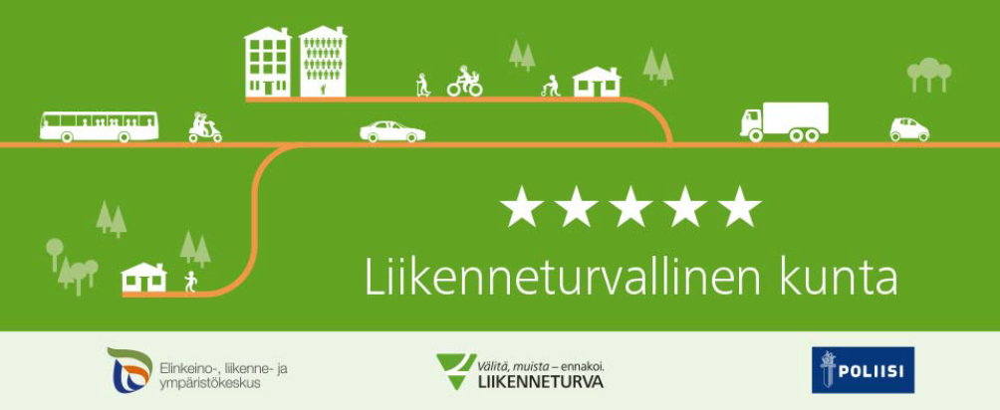 Liikenneturvallinen kunta
Elinkeino-, liikenne- ja
ympäristökeskus
Välitä, muista – ennakoi.
LIIKENNETURVA
POLIISI